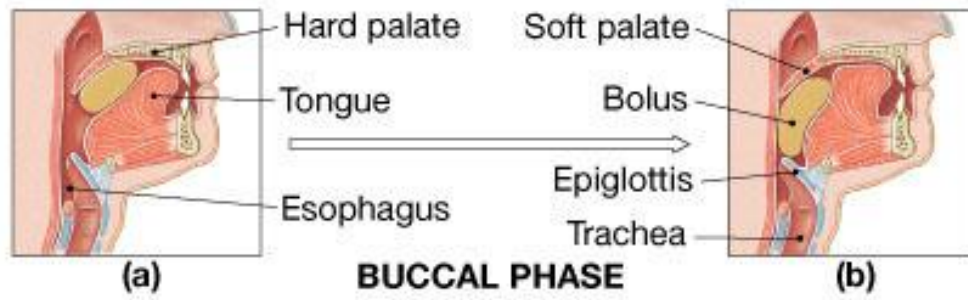 Hard palate
Soft palate
Tongue
Bolus
Epiglottis
Esophagus
Trachea
(a)
BUCCAL PHASE
(b)